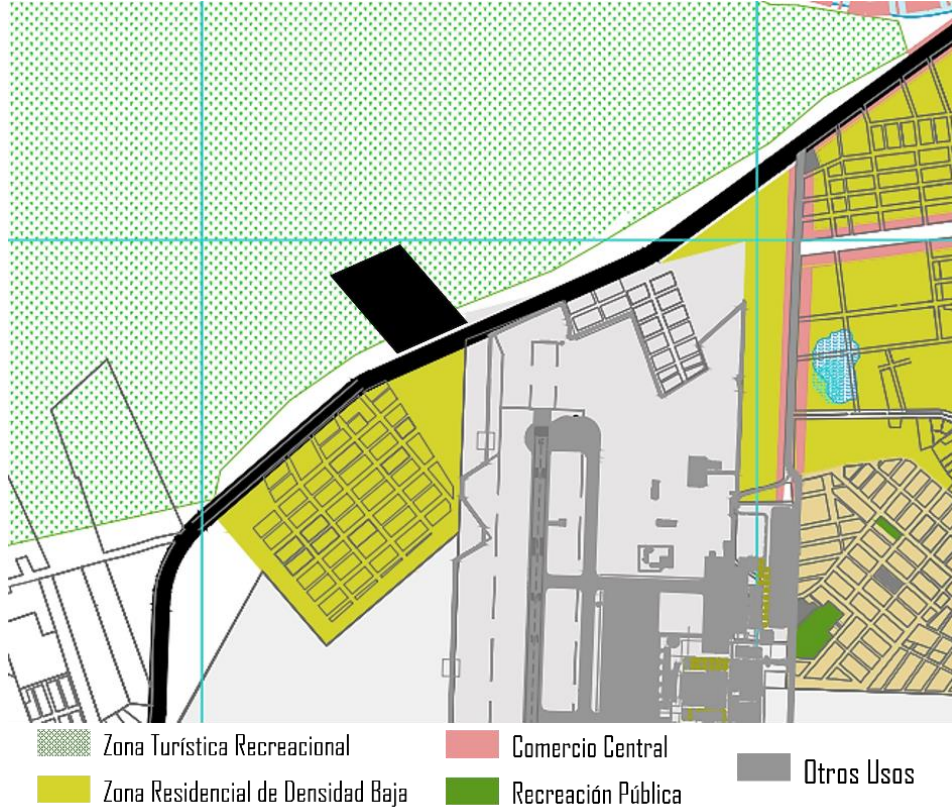 Zona Turística Recreacional
Zona Residencial de Densidad Baja
Comercio Central
Recreación Pública
Otros Usos